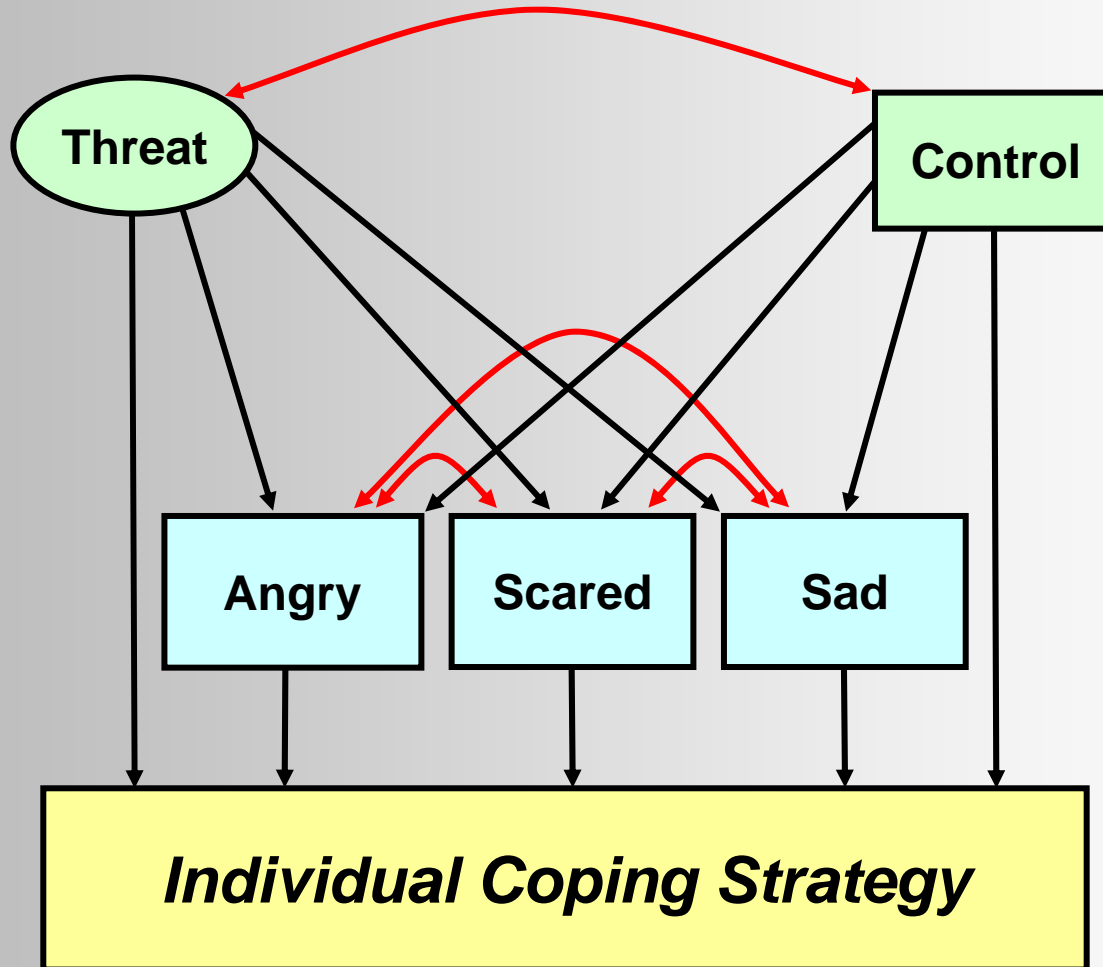 Threat
Control
Angry
Scared
Sad
Individual Coping Strategy